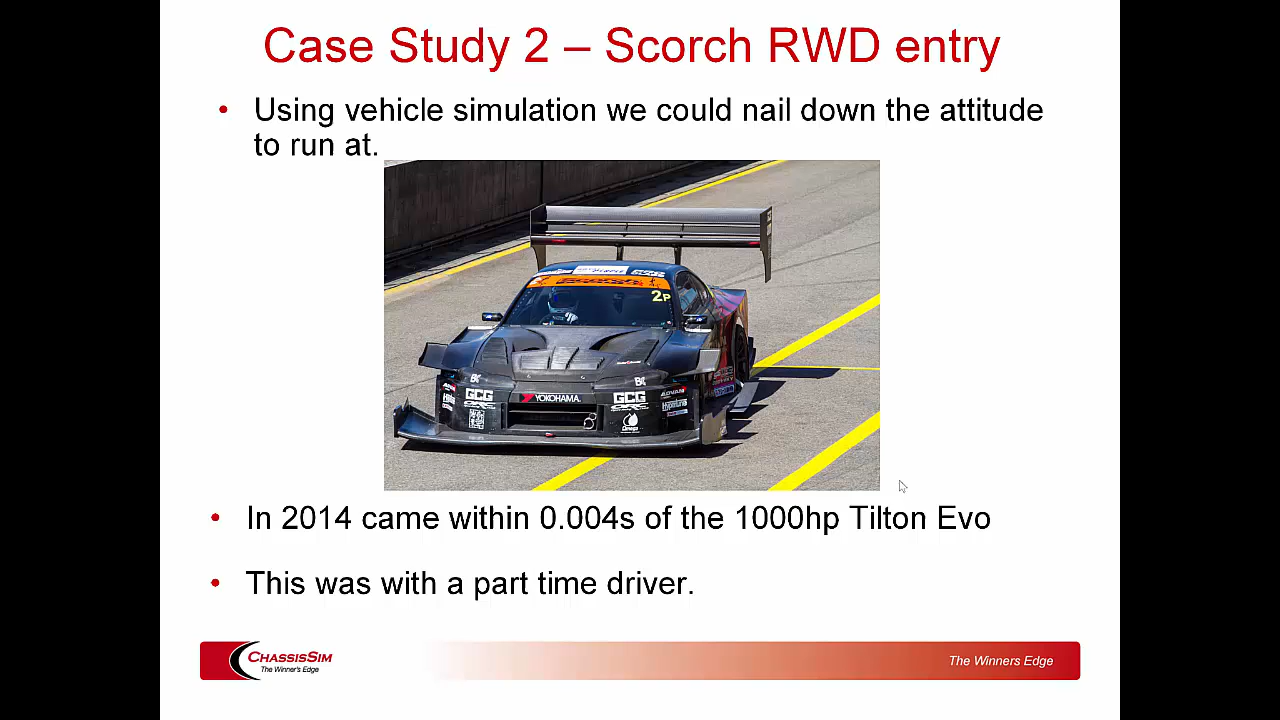 Case Study 2 – Scorch RWD entry
• Using vehicle simulation we could nail down the attitude
to run at.
2P
GCG
YOKOHAMA
GCG
ADVAN
• In 2014 came within 0.004s of the 1000hp Tilton Evo
• This was with a part time driver.
CHASSISSIM
The Winner's Edge
The Winners Edge